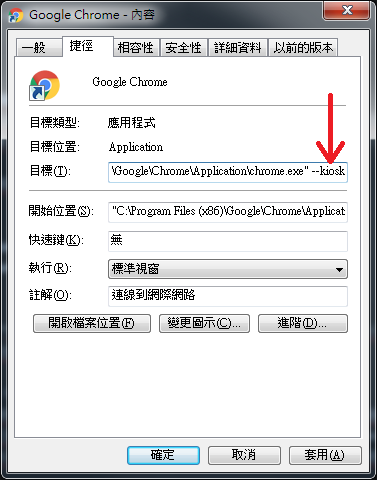 Google Chrome - 內容
一般 捷徑 相容性 安全性 詳細資料 以前的版本
Google Chrome
目標類型: 應用程式
目標位置: Application
目標(T): \Google\Chrome\Application\chrome.exe" --kiosk
開始位置(S): "C:\Program Files (x86)\Google\Chrome\Applicat
快速鍵(K): 無
執行(R): 標準視窗
註解(O): 連線到網際網路
開啟檔案位置(F) 變更圖示(C)... 進階(D)...
確定 取消 套用(A)